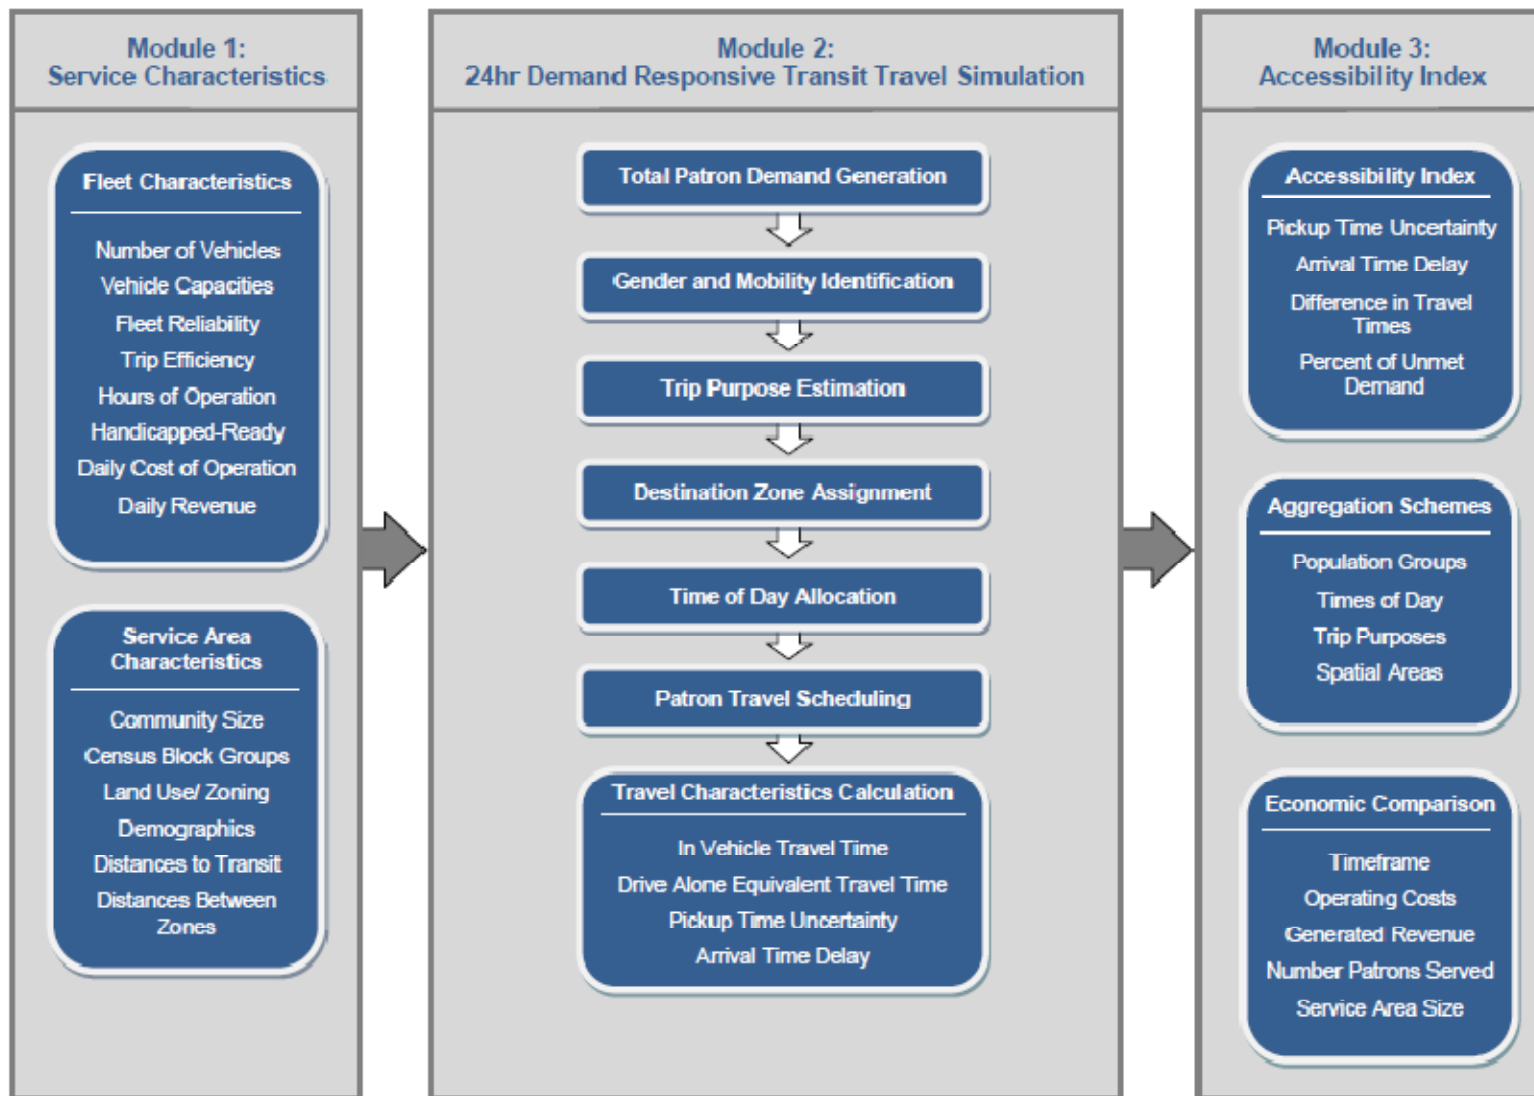 Module 1:
Service Characteristics
Fleet Characteristics
Number of Vehicles
Vehicle Capacities
Fleet Reliability
Trip Efficiency
Hours of Operation
Handicapped-Ready
Daily Cost of Operation
Daily Revenue
Service Area
Characteristics
Community Size
Census Block Groups
Land Use/ Zoning
Demographics
Distances to Transit
Distances Between
Zones
Module 2:
24hr Demand Responsive Transit Travel Simulation
Total Patron Demand Generation
Gender and Mobility Identification
Trip Purpose Estimation
Destination Zone Assignment
Time of Day Allocation
Patron Travel Scheduling
Travel Characteristics Calculation
In Vehicle Travel Time
Drive Alone Equivalent Travel Time
Pickup Time Uncertainty
Arrival Time Delay
Module 3:
Accessibility Index
Accessibility Index
Pickup Time Uncertainty
Arrival Time Delay
Difference in Travel
Times
Percent of Unmet
Demand
Aggregation Schemes
Population Groups
Times of Day
Trip Purposes
Spatial Areas
Economic Comparison
Timeframe
Operating Costs
Generated Revenue
Number Patrons Served
Service Area Size